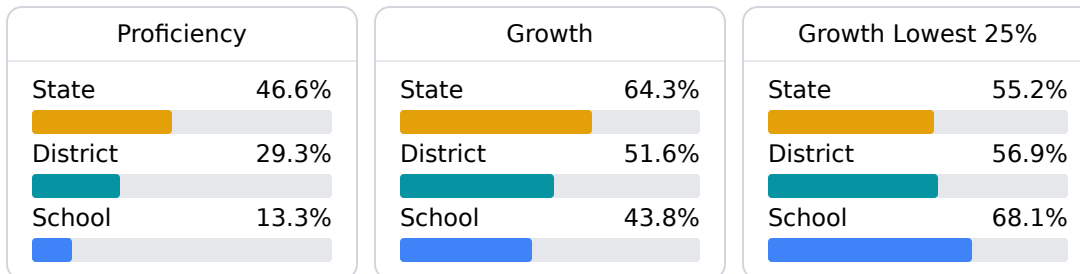 Proficiency
State 46.6%
District 29.3%
School 13.3%
Growth
State 64.3%
District 51.6%
School 43.8%
Growth Lowest 25%
State 55.2%
District 56.9%
School 68.1%